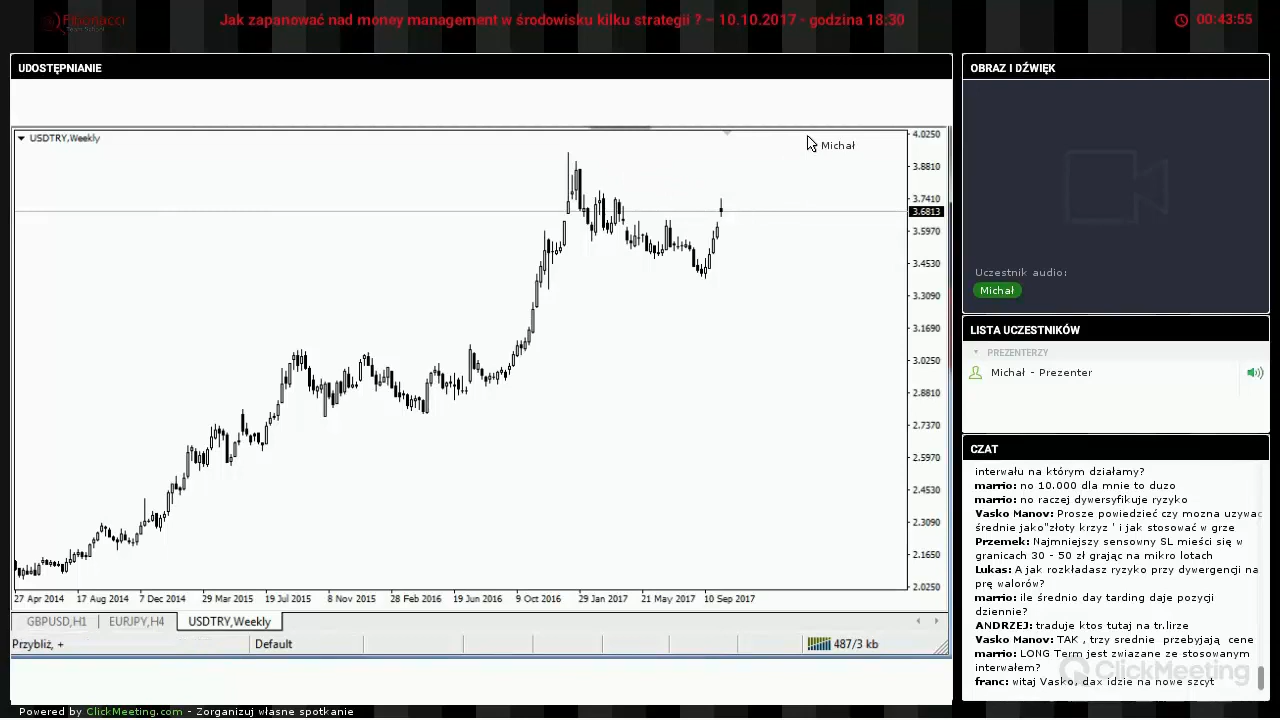 Fibonacci
Team School
Jak zapanować nad money management w środowisku kilku strategii ? – 10.10.2017 - godzina 18:30
00:43:55
UDOSTĘPNIANIE
USDTRY,Weekly
Michał
4.0250
3.8810
3.7410
3.6813
3.5970
3.4530
3.3090
3.1690
3.0250
2.8810
2.7370
2.5970
2.4530
2.3090
2.1650
2.0250
27 Apr 2014 17 Aug 2014 7 Dec 2014 29 Mar 2015 19 Jul 2015 8 Nov 2015 28 Feb 2016 19 Jun 2016 9 Oct 2016 29 Jan 2017 21 May 2017 10 Sep 2017
GBPUSD,H1 EURJPY,H4 USDTRY,Weekly
Przybliż, + Default 487/3 kb
OBRAZ I DŹWIĘK
Uczestnik audio:
Michał
LISTA UCZESTNIKÓW
PREZENTERZY
Michał - Prezenter
CZAT
interwału na którym działamy?
marrio: no 10.000 dla mnie to duzo
marrio: no raczej dywersyfikuje ryzyko
Vasko Manov: Prosze powiedzieć czy mozna uzywac
średnie jako"złoty krzyz ' i jak stosować w grze
Przemek: Najmniejszy sensowny SL mieści się w
granicach 30 - 50 zł grając na mikro lotach
Lukas: A jak rozkładasz ryzyko przy dywergencji na
prę walorów?
marrio: ile średnio day tarding daje pozycji
dziennie?
ANDRZEJ: traduje ktos tutaj na tr.lirze
Vasko Manov: TAK , trzy srednie przebyjają cene
marrio: LONG Term jest zwiazane ze stosowanym
interwałem?
franc: witaj Vasko, dax idzie na nowe szcyt
ClickMeeting
Powered by ClickMeeting.com - Zorganizuj własne spotkanie